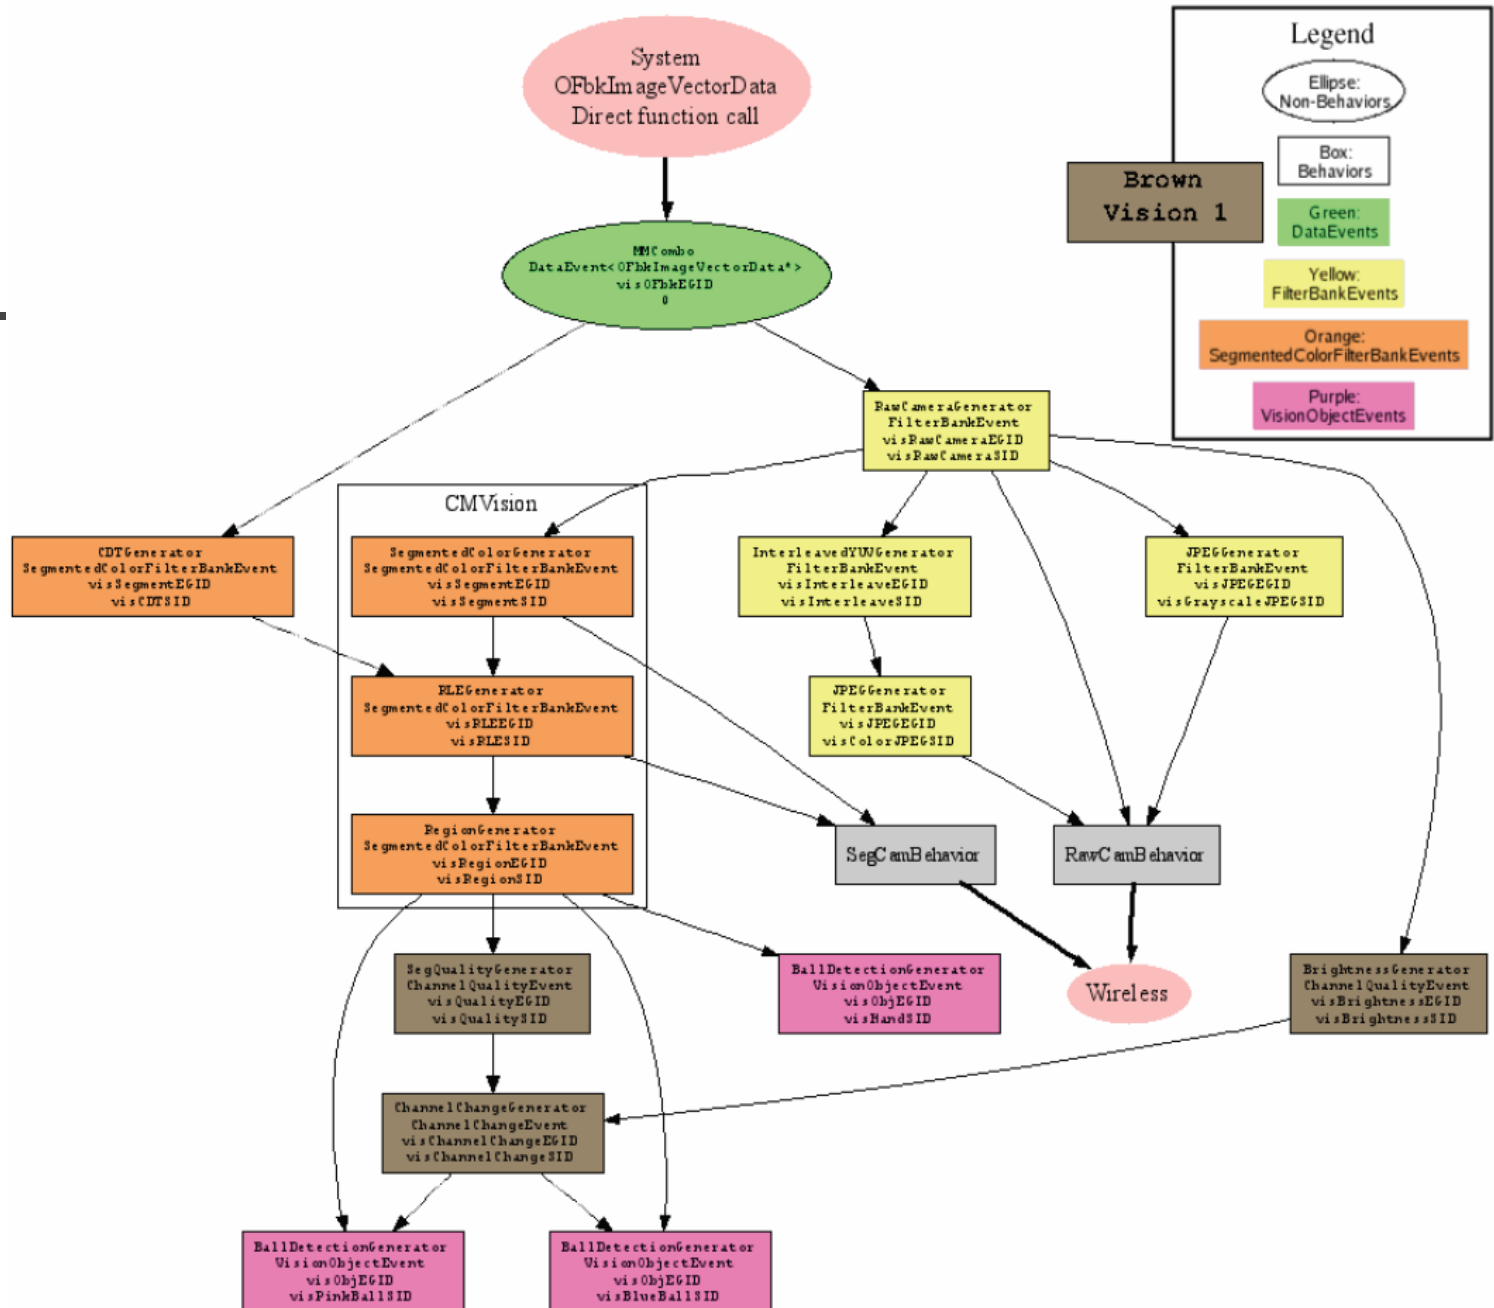 System
OFbkImageVectorData
Direct function call
MMCombo
DataEvent<OFbkImageVectorData*>
visOFbkEGID
0
Legend
Ellipse:
Non-Behaviors
Box:
Behaviors
Brown
Vision 1
Green:
DataEvents
Yellow:
FilterBankEvents
Orange:
SegmentedColorFilterBankEvents
Purple:
VisionObjectEvents
RawCameraGenerator
FilterBankEvent
visRawCameraEGID
visRawCameraSID
CMVision
CDTGenerator
SegmentedColorFilterBankEvent
visSegmentEGID
visCDTSID
SegmentedColorGenerator
SegmentedColorFilterBankEvent
visSegmentEGID
visSegmentSID
InterleavedYUVGenerator
FilterBankEvent
visInterleaveEGID
visInterleaveSID
JPEGGenerator
FilterBankEvent
visJPEGEGID
visGrayscaleJPEGSID
RLEGenerator
SegmentedColorFilterBankEvent
visRLEEGID
visRLESID
JPEGGenerator
FilterBankEvent
visJPEGEGID
visColorJPEGSID
RegionGenerator
SegmentedColorFilterBankEvent
visRegionEGID
visRegionSID
SegCamBehavior
RawCamBehavior
SegQualityGenerator
ChannelQualityEvent
visQualityEGID
visQualitySID
BallDetectionGenerator
VisionObjectEvent
visObjEGID
visHandSID
Wireless
BrightnessGenerator
ChannelQualityEvent
visBrightnessEGID
visBrightnessSID
ChannelChangeGenerator
ChannelChangeEvent
visChannelChangeEGID
visChannelChangeSID
BallDetectionGenerator
VisionObjectEvent
visObjEGID
visPinkBallSID
BallDetectionGenerator
VisionObjectEvent
visObjEGID
visBlueBallSID